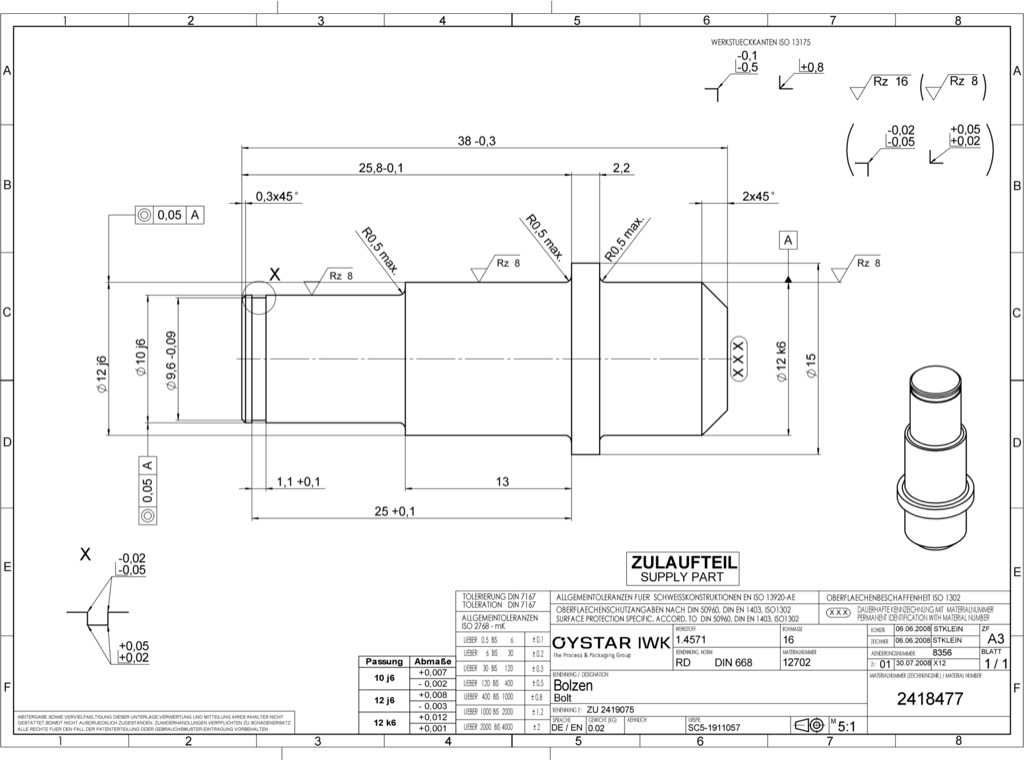 1 2 3 4 5 6 7 8
A A
B B
C C
D D
E E
F F
WERKSTUECKKANTEN ISO 13175
-0,1
-0,5
+0,8
Rz 16 ( Rz 8 )
-0,02
-0,05
+0,05
+0,02
38 -0,3
25,8-0,1
2,2
0,3x45°
2x45°
0,05 A
R0,5 max.
R0,5 max.
R0,5 max.
A
X
Rz 8
Rz 8
Rz 8
⌀12 j6
⌀10 j6
⌀9,6 -0,09
XXX
⌀12 k6
⌀15
0,05 A
1,1 +0,1
13
25 +0,1
X
-0,02
-0,05
+0,05
+0,02
ZULAUFTEIL
SUPPLY PART
Passung Abmaße
10 j6 +0,007
- 0,002
12 j6 +0,008
- 0,003
12 k6 +0,012
+0,001
TOLERIERUNG DIN 7167
TOLERATION DIN 7167
ALLGEMEINTOLERANZEN
ISO 2768 - mK
UEBER 0.5 BIS 6 ±0,1
UEBER 6 BIS 30 ±0,2
UEBER 30 BIS 120 ±0,3
UEBER 120 BIS 400 ±0,5
UEBER 400 BIS 1000 ±0,8
UEBER 1000 BIS 2000 ±1,2
UEBER 2000 BIS 4000 ±2
ALLGEMEINTOLERANZEN FUER SCHWEISSKONSTRUKTIONEN EN ISO 13920-AE
OBERFLAECHENSCHUTZANGABEN NACH DIN 50960, DIN EN 1403, ISO1302
SURFACE PROTECTION SPECIFIC. ACCORD. TO DIN 50960, DIN EN 1403, ISO1302
OBERFLAECHENBESCHAFFENHEIT ISO 1302
XXX DAUERHAFTE KENNZEICHNUNG MIT MATERIALNUMMER
PERMANENT IDENTIFICATION WITH MATERIAL NUMBER
OYSTAR IWK
The Process & Packaging Group
WERKSTOFF
1.4571
ROHMASSE
16
BENENNUNG, NORM
RD DIN 668
MATERIALNUMMER
12702
KONSTR. 06.06.2008 STKLEIN
ZEICHNER 06.06.2008 STKLEIN
AENDERUNGSNUMMER: 8356
01 30.07.2008 X12
ZF
A3
BLATT
1 / 1
BENENNUNG / DESIGNATION
Bolzen
Bolt
BENENNUNG 2: ZU 2419075
MATERIALNUMMER (ZEICHNUNGSNR.) / MATERIAL NUMBER
2418477
SPRACHE
DE / EN
GEWICHT (KG)
0.02
AEHNLICH
URSPR.
SC5-1911057
M 5:1
WEITERGABE SOWIE VERVIELFAELTIGUNG DIESER UNTERLAGE,VERWERTUNG UND MITTEILUNG IHRES INHALTES NICHT
GESTATTET,SOWEIT NICHT AUSDRUECKLICH ZUGESTANDEN. ZUWIDERHANDLUNGEN VERPFLICHTEN ZU SCHADENERSATZ
ALLE RECHTE FUER DEN FALL DER PATENTERTEILUNG ODER GEBRAUCHSMUSTER-EINTRAGUNG VORBEHALTEN.
1 2 3 4 5 6 7 8